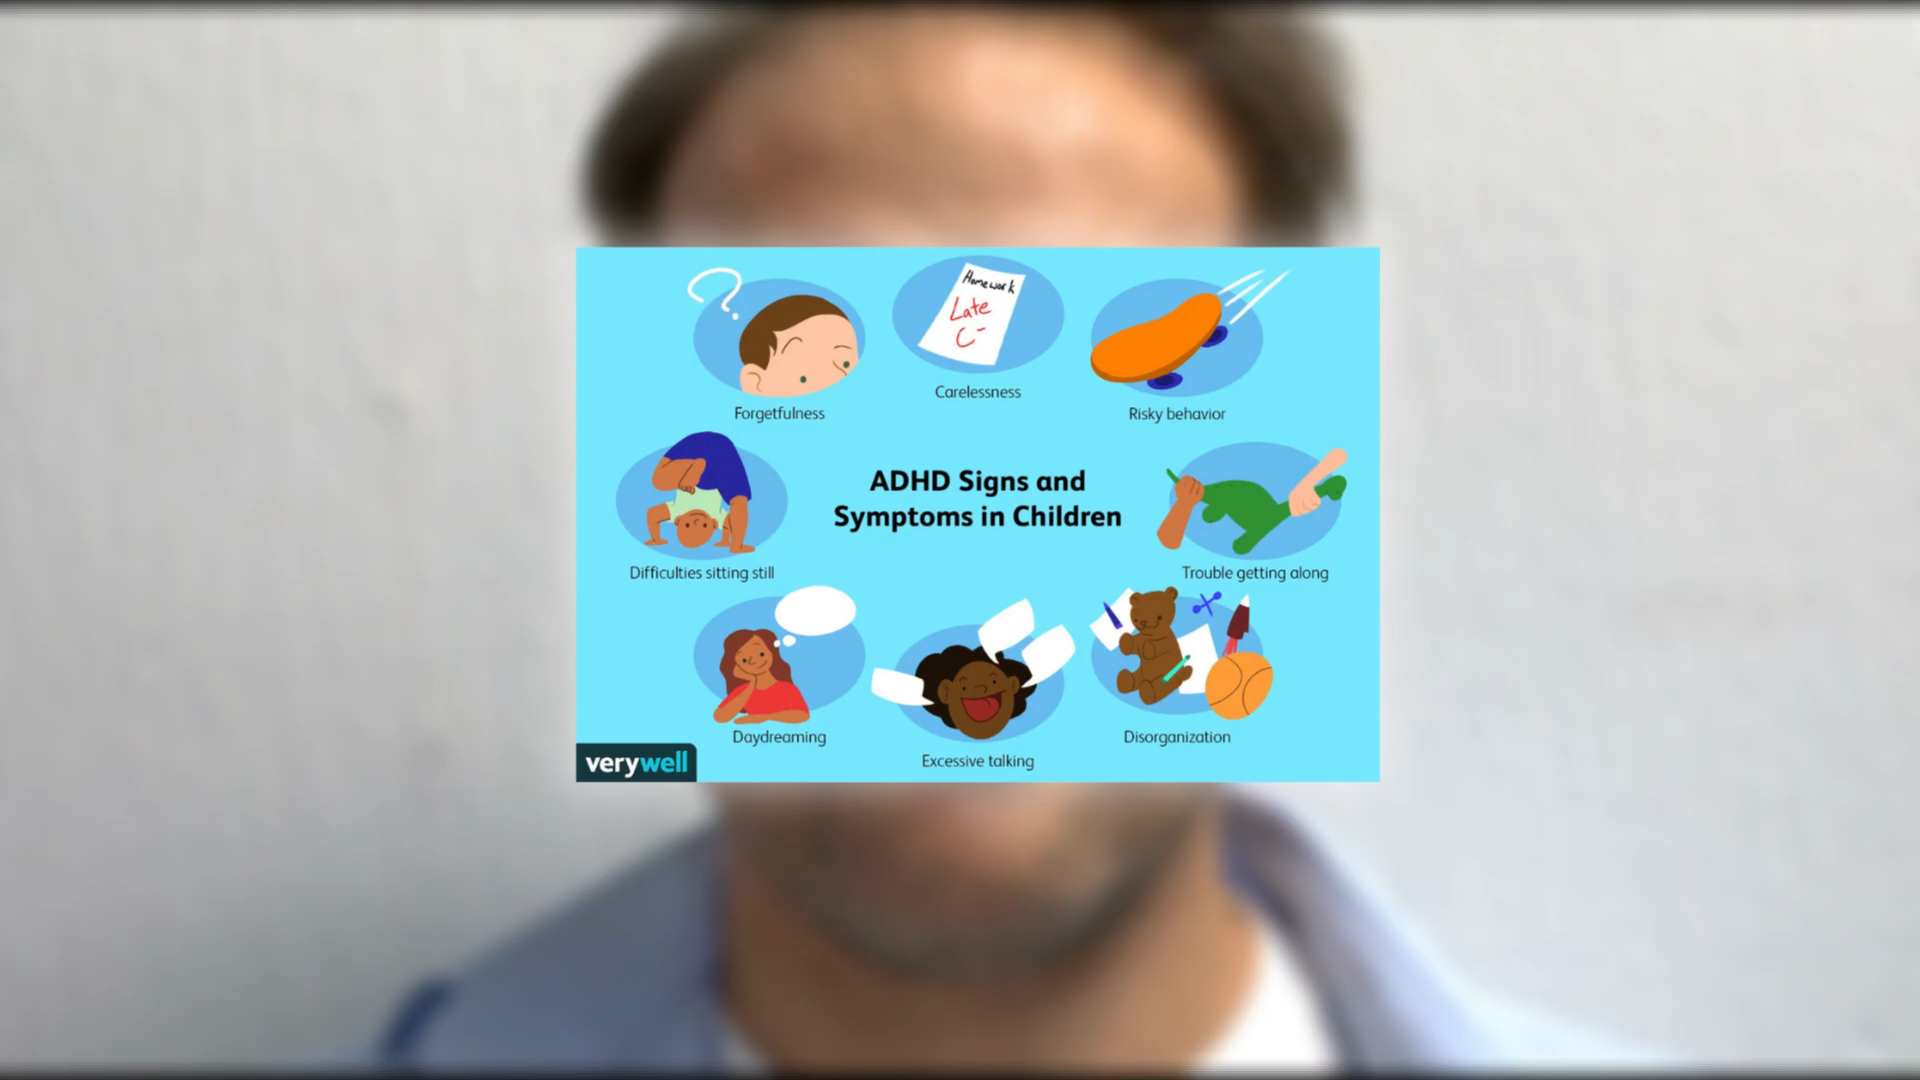 Homework
Late
C-
Forgetfulness
Carelessness
Risky behavior
ADHD Signs and
Symptoms in Children
Difficulties sitting still
Trouble getting along
Daydreaming
Excessive talking
Disorganization
verywell